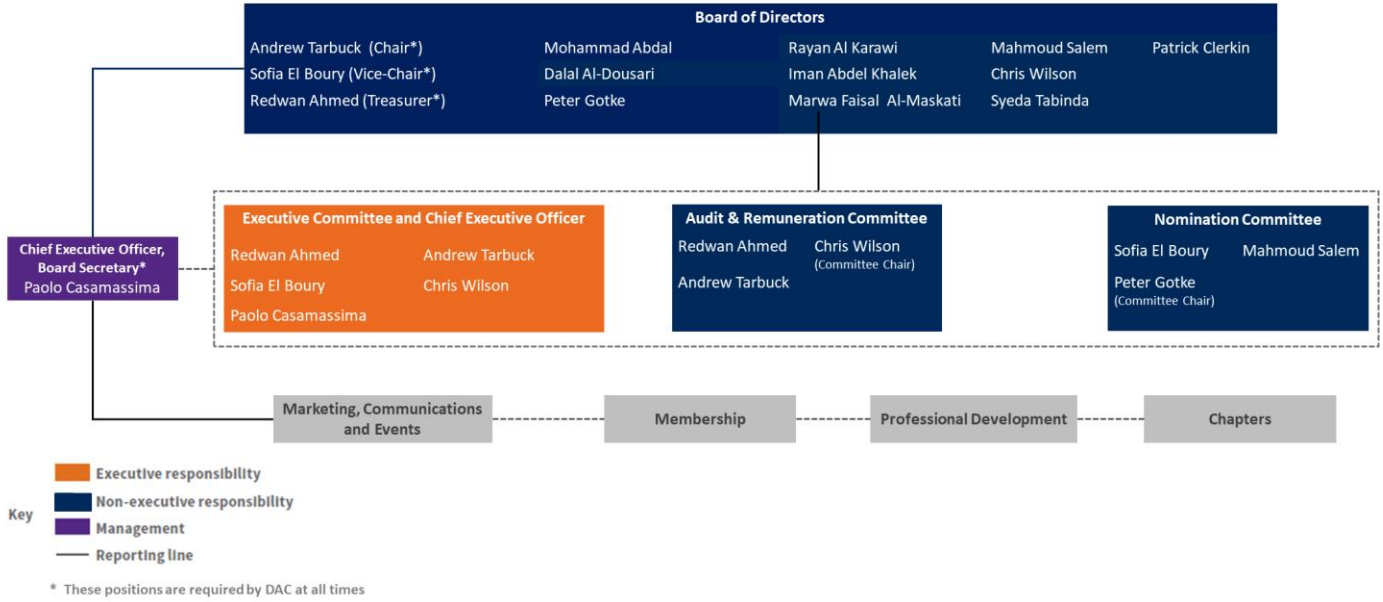 Board of Directors
Andrew Tarbuck (Chair*)
Sofia El Boury (Vice-Chair*)
Redwan Ahmed (Treasurer*)
Mohammad Abdal
Dalal Al-Dousari
Peter Gotke
Rayan Al Karawi
Iman Abdel Khalek
Marwa Faisal Al-Maskati
Mahmoud Salem
Chris Wilson
Syeda Tabinda
Patrick Clerkin
Chief Executive Officer,
Board Secretary*
Paolo Casamassima
Executive Committee and Chief Executive Officer
Redwan Ahmed
Sofia El Boury
Paolo Casamassima
Andrew Tarbuck
Chris Wilson
Audit & Remuneration Committee
Redwan Ahmed
Andrew Tarbuck
Chris Wilson
(Committee Chair)
Nomination Committee
Sofia El Boury
Peter Gotke
(Committee Chair)
Mahmoud Salem
Marketing, Communications
and Events
Membership
Professional Development
Chapters
Key
Executive responsibility
Non-executive responsibility
Management
Reporting line
* These positions are required by DAC at all times